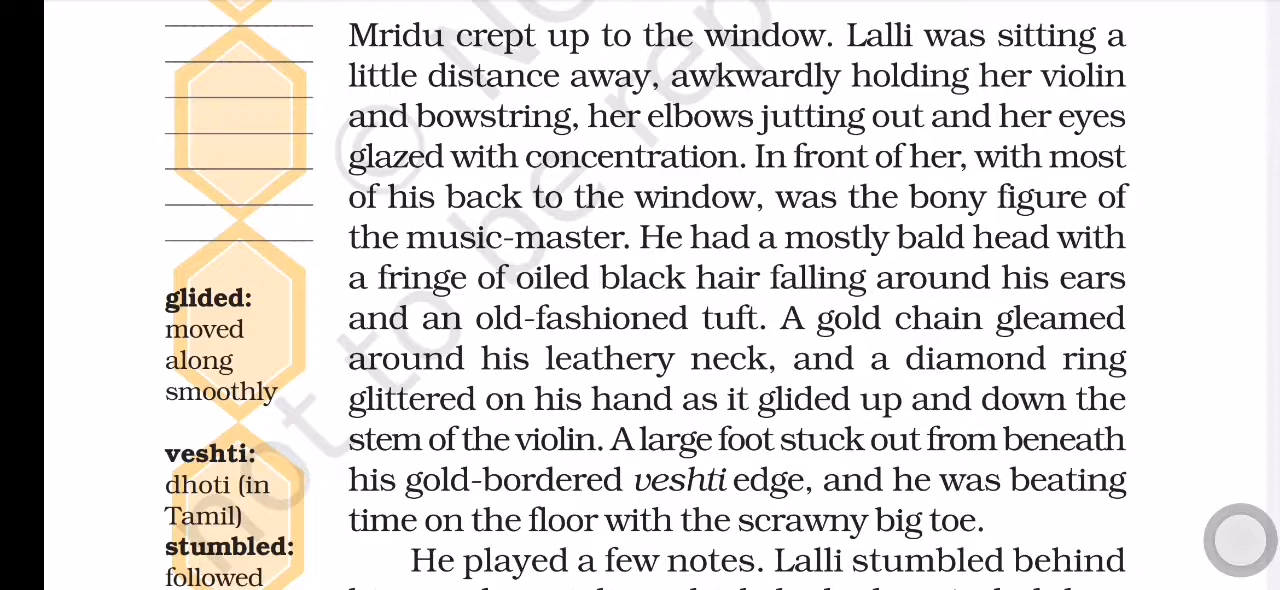 Mridu crept up to the window. Lalli was sitting a
little distance away, awkwardly holding her violin
and bowstring, her elbows jutting out and her eyes
glazed with concentration. In front of her, with most
of his back to the window, was the bony figure of
the music-master. He had a mostly bald head with
a fringe of oiled black hair falling around his ears
and an old-fashioned tuft. A gold chain gleamed
around his leathery neck, and a diamond ring
glittered on his hand as it glided up and down the
stem of the violin. A large foot stuck out from beneath
his gold-bordered veshti edge, and he was beating
time on the floor with the scrawny big toe.
He played a few notes. Lalli stumbled behind
glided:
moved
along
smoothly
veshti:
dhoti (in
Tamil)
stumbled:
followed
©
not to be rep